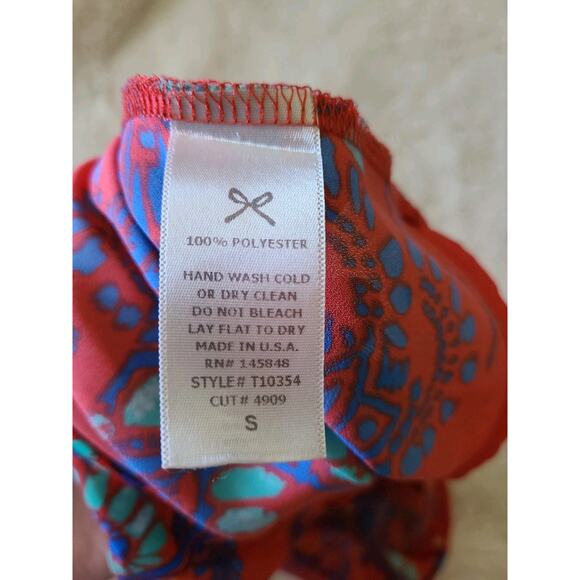 100% POLYESTER
HAND WASH COLD
OR DRY CLEAN
DO NOT BLEACH
LAY FLAT TO DRY
MADE IN U.S.A.
RN# 145848
STYLE# T10354
CUT# 4909
S